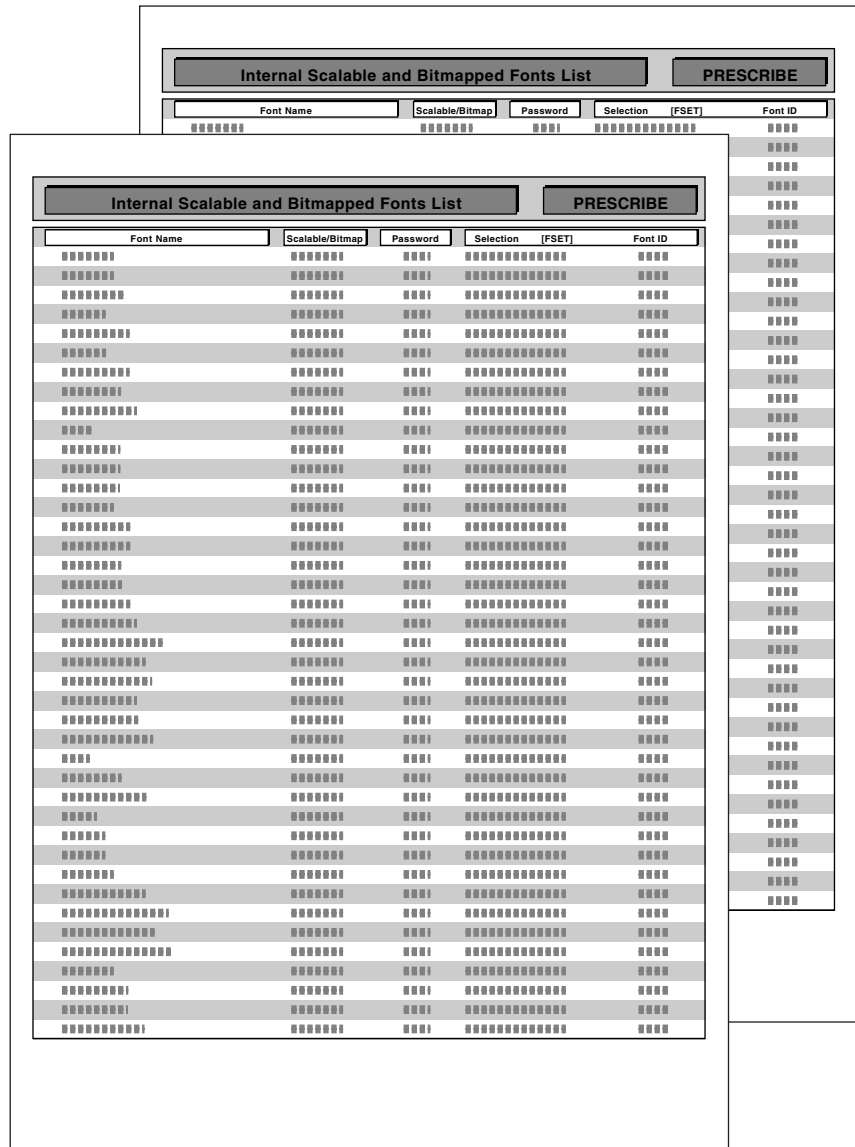 Internal Scalable and Bitmapped Fonts List PRESCRIBE
Font Name Scalable/Bitmap Password Selection [FSET] Font ID
Internal Scalable and Bitmapped Fonts List PRESCRIBE
Font Name Scalable/Bitmap Password Selection [FSET] Font ID